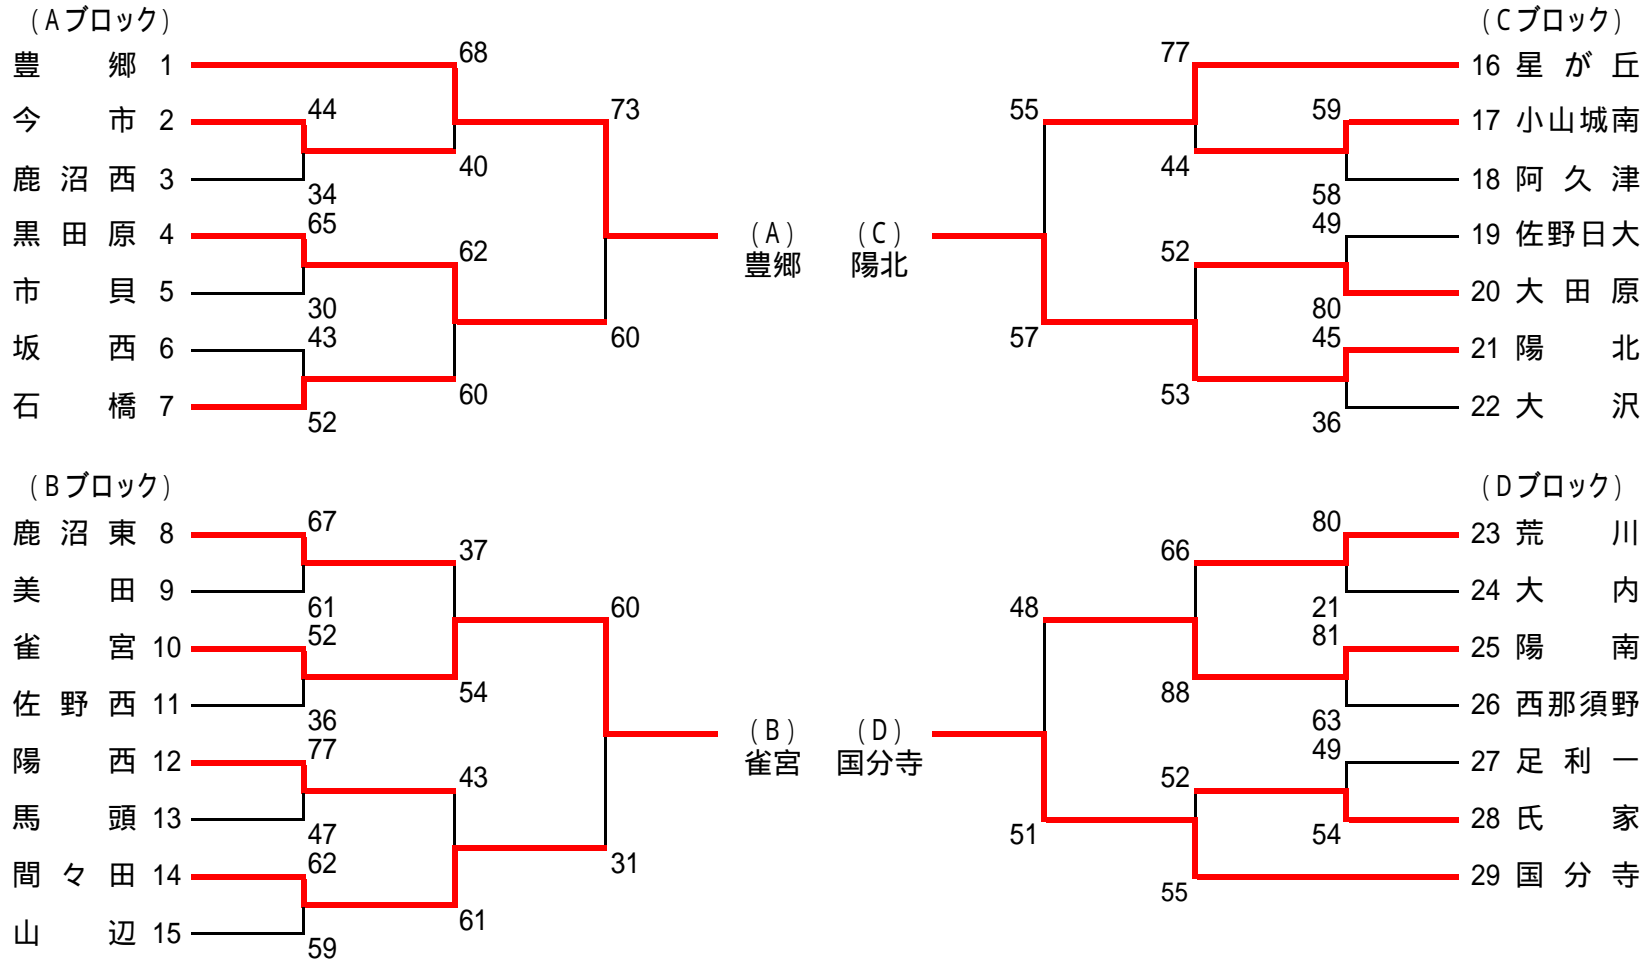 (Aブロック)
68
豊郷 1
44
73
今市 2
40
鹿沼西 3
34
65
黒田原 4
62
(A)
豊郷
市貝 5
30
43
60
坂西 6
60
石橋 7
52
(Cブロック)
77
16 星が丘
55
59
17 小山城南
44
18 阿久津
58
49
19 佐野日大
52
(C)
陽北
20 大田原
80
45
57
21 陽北
53
22 大沢
36
(Bブロック)
67
鹿沼東 8
37
美田 9
61
60
52
雀宮 10
54
佐野西 11
36
77
(B)
雀宮
陽西 12
43
馬頭 13
47
62
31
間々田 14
61
山辺 15
59
(Dブロック)
80
23 荒川
66
24 大内
21
48
81
25 陽南
88
26 西那須野
63
49
(D)
国分寺
27 足利一
52
28 氏家
54
51
29 国分寺
55